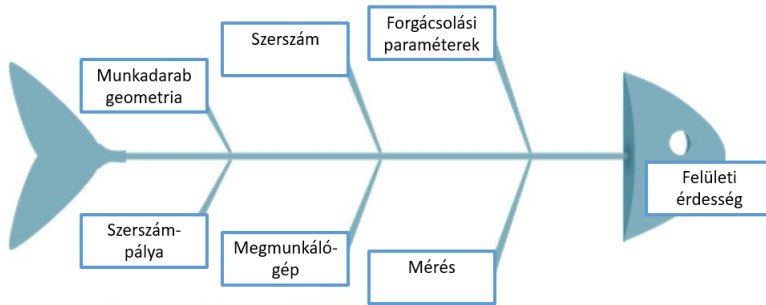 Szerszám
Forgácsolási
paraméterek
Munkadarab
geometria
Felületi
érdesség
Szerszám-
pálya
Megmunkáló-
gép
Mérés